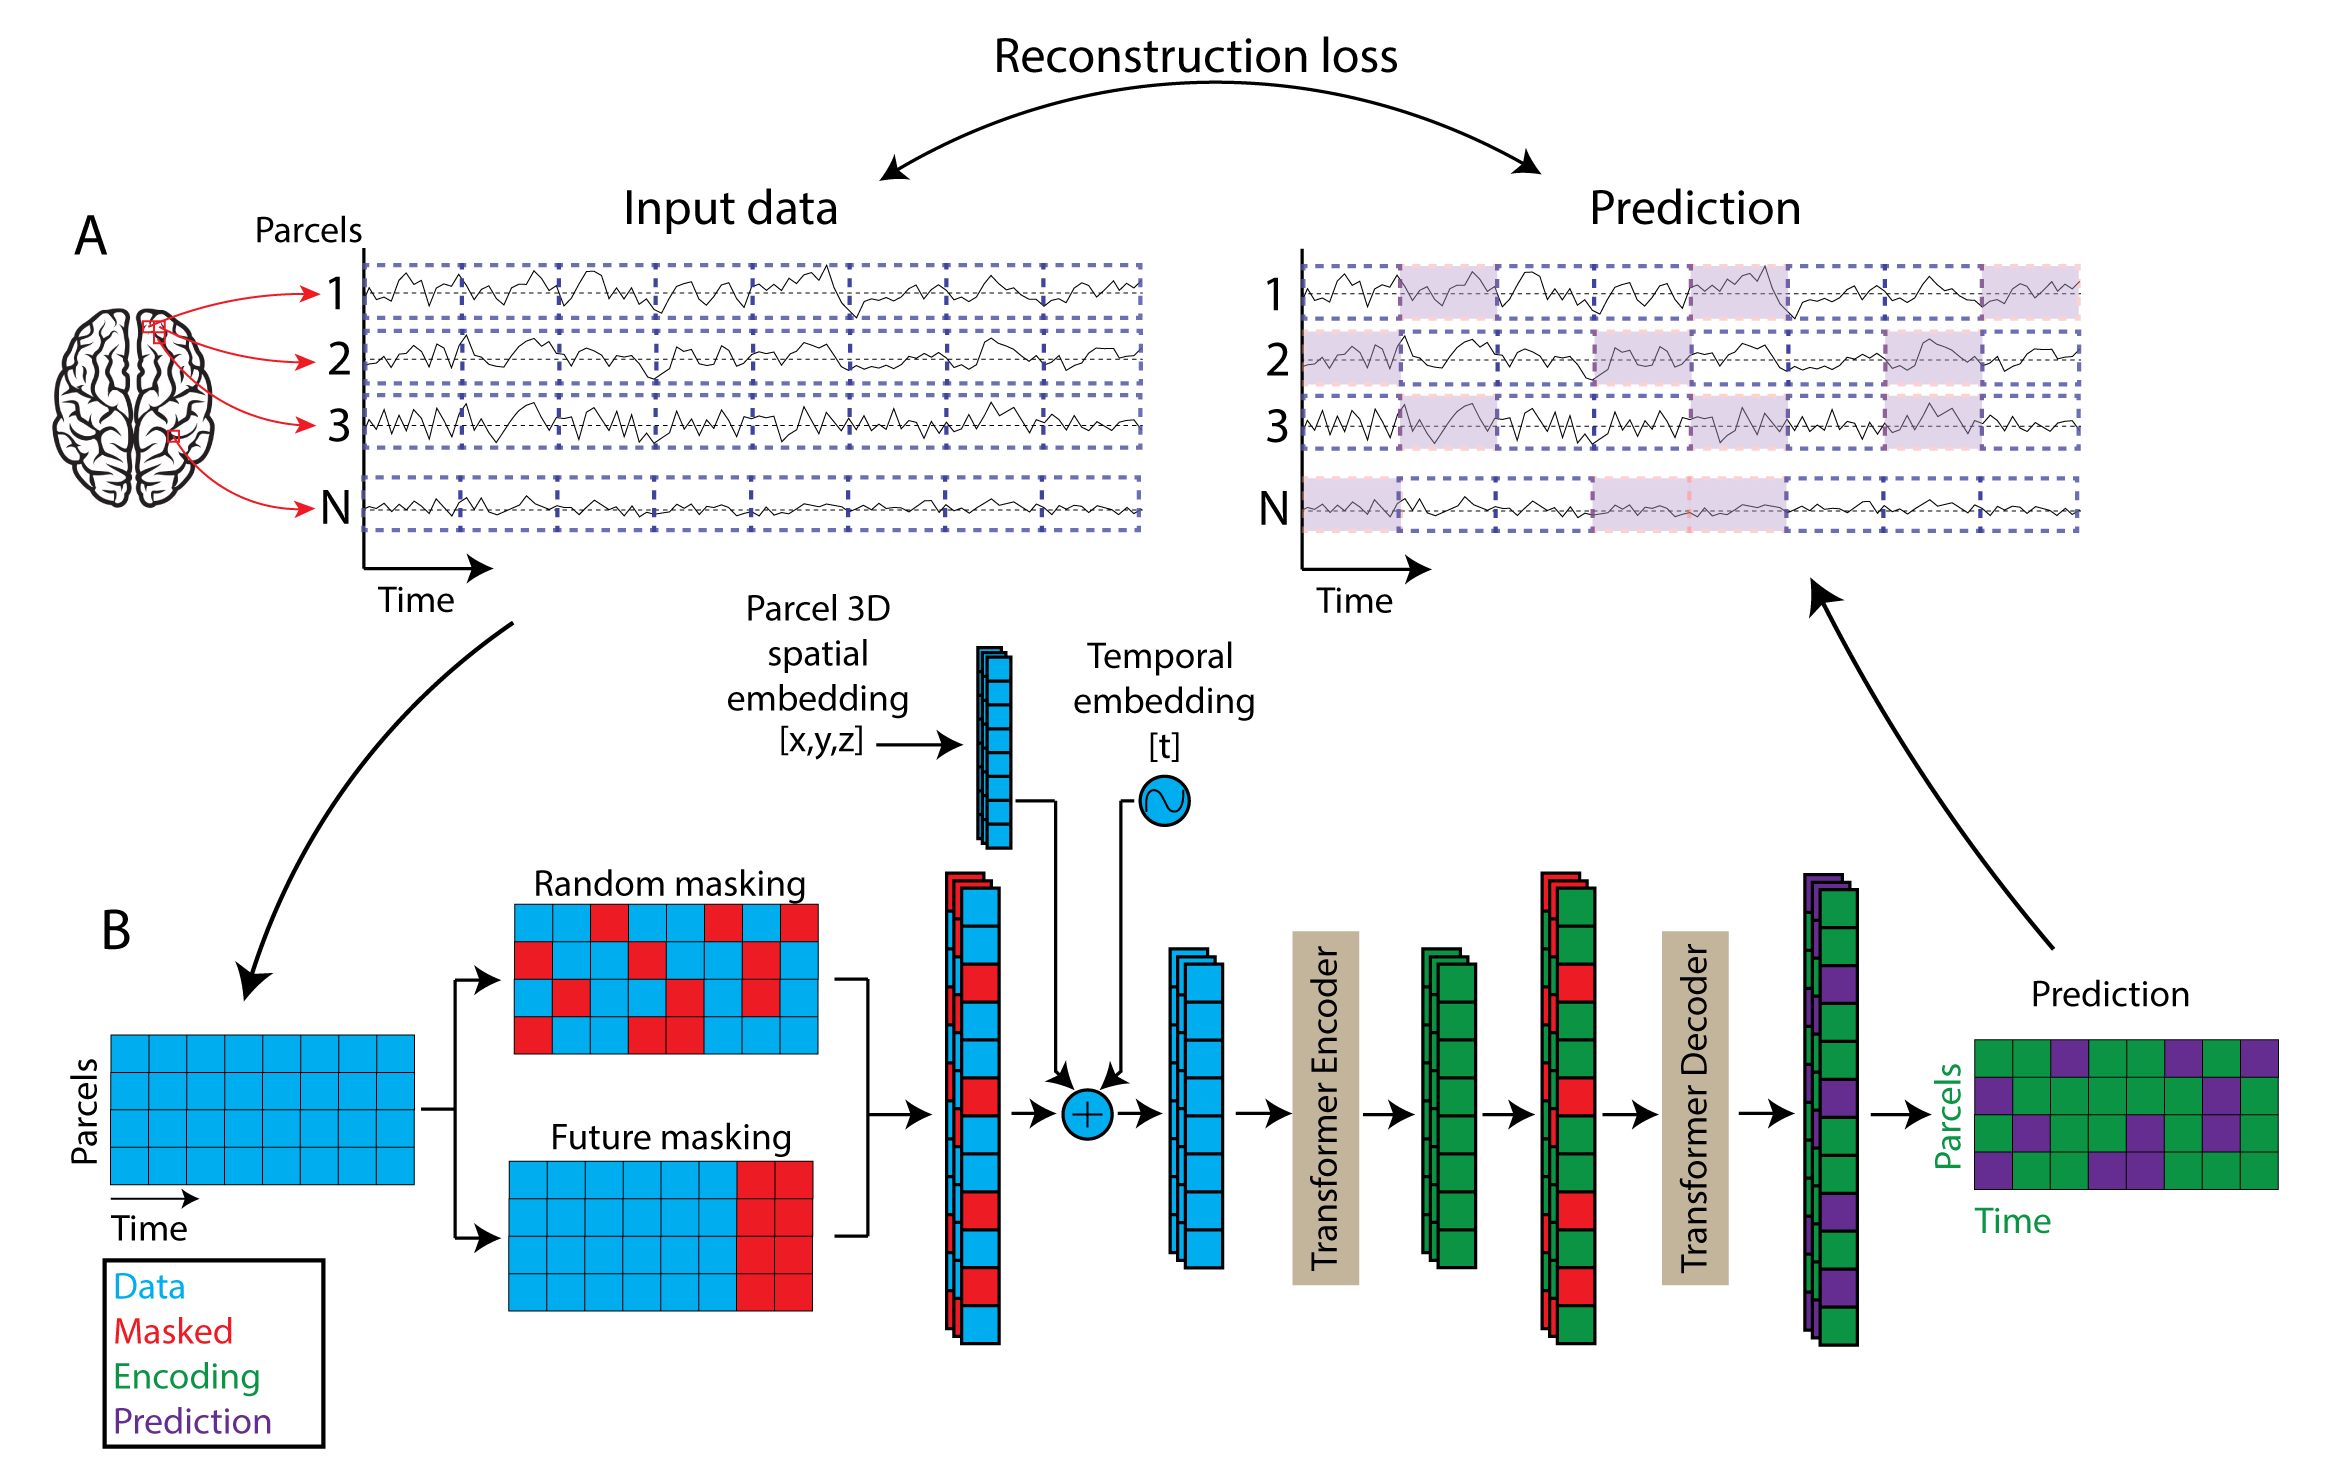 Reconstruction loss
A
Parcels
Input data
1
2
3
N
Time
Prediction
1
2
3
N
Time
Parcel 3D
spatial
embedding
[x,y,z]
Temporal
embedding
[t]
B
Parcels
Time
Random masking
Future masking
Transformer Encoder
Transformer Decoder
Prediction
Parcels
Time
Data
Masked
Encoding
Prediction